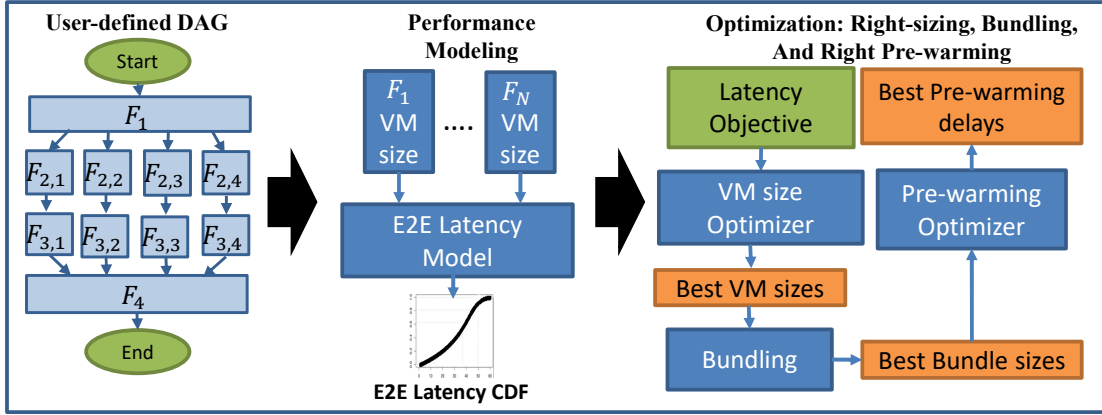 User-defined DAG
Start
F1
F2,1 F2,2 F2,3 F2,4
F3,1 F3,2 F3,3 F3,4
F4
End
Performance
Modeling
F1
VM
size
....
FN
VM
size
E2E Latency
Model
E2E Latency CDF
Optimization: Right-sizing, Bundling,
And Right Pre-warming
Latency
Objective
VM size
Optimizer
Best VM sizes
Bundling
Best Bundle sizes
Pre-warming
Optimizer
Best Pre-warming
delays